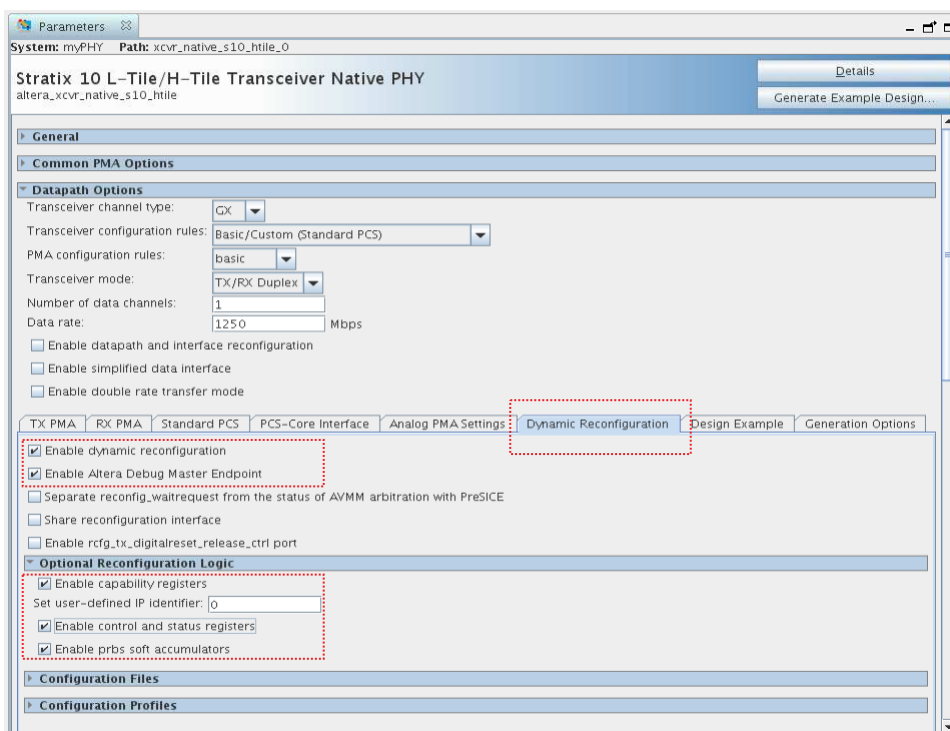 Parameters
System: myPHY Path: xcvr_native_s10_htile_0
Stratix 10 L-Tile/H-Tile Transceiver Native PHY
altera_xcvr_native_s10_htile
Details
Generate Example Design...
General
Common PMA Options
Datapath Options
Transceiver channel type: GX
Transceiver configuration rules: Basic/Custom (Standard PCS)
PMA configuration rules: basic
Transceiver mode: TX/RX Duplex
Number of data channels: 1
Data rate: 1250 Mbps
Enable datapath and interface reconfiguration
Enable simplified data interface
Enable double rate transfer mode
TX PMA RX PMA Standard PCS PCS-Core Interface Analog PMA Settings Dynamic Reconfiguration Design Example Generation Options
Enable dynamic reconfiguration
Enable Altera Debug Master Endpoint
Separate reconfig_waitrequest from the status of AVMM arbitration with PreSICE
Share reconfiguration interface
Enable rcfg_tx_digitalreset_release_ctrl port
Optional Reconfiguration Logic
Enable capability registers
Set user-defined IP identifier: 0
Enable control and status registers
Enable prbs soft accumulators
Configuration Files
Configuration Profiles